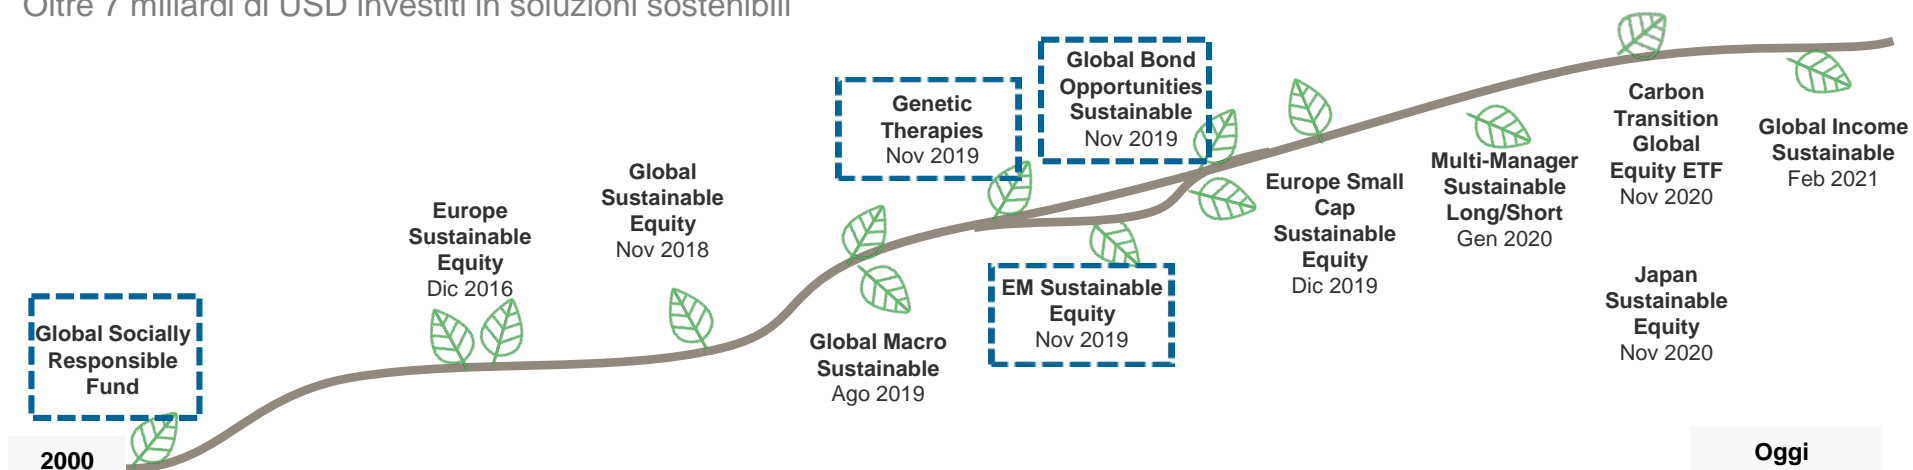 Oltre 7 miliardi di USD investiti in soluzioni sostenibili
Global Socially
Responsible
Fund
2000
Europe
Sustainable
Equity
Dic 2016
Global
Sustainable
Equity
Nov 2018
Global Macro
Sustainable
Ago 2019
Genetic
Therapies
Nov 2019
Global Bond
Opportunities
Sustainable
Nov 2019
EM Sustainable
Equity
Nov 2019
Europe Small
Cap
Sustainable
Equity
Dic 2019
Multi-Manager
Sustainable
Long/Short
Gen 2020
Carbon
Transition
Global
Equity ETF
Nov 2020
Japan
Sustainable
Equity
Nov 2020
Global Income
Sustainable
Feb 2021
Oggi